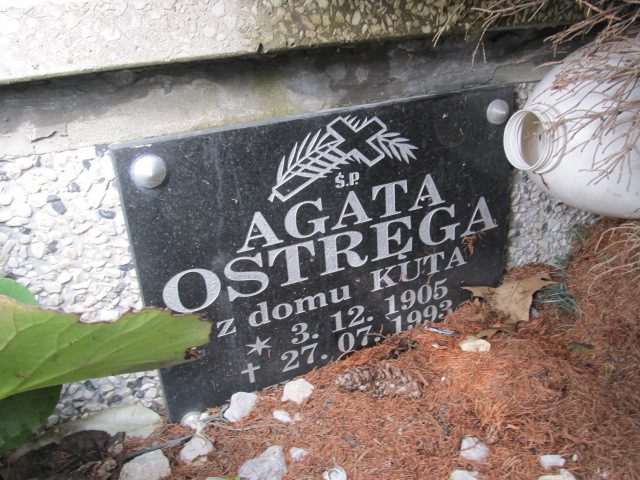 Ś.P.
AGATA
OSTRĘGA
z domu KUTA
* 3. 12. 1905
✝ 27. 07. 1993